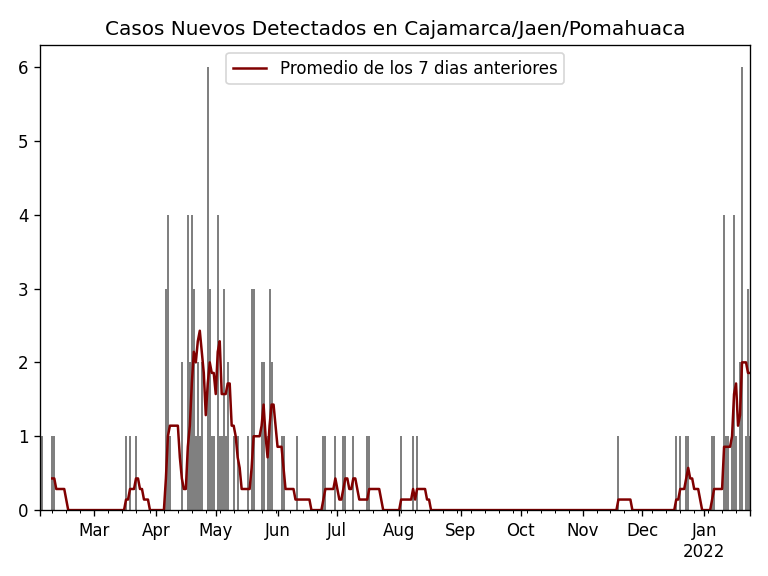 Casos Nuevos Detectados en Cajamarca/Jaen/Pomahuaca
Promedio de los 7 dias anteriores
6
5
4
3
2
1
0
Mar Apr May Jun Jul Aug Sep Oct Nov Dec Jan
2022